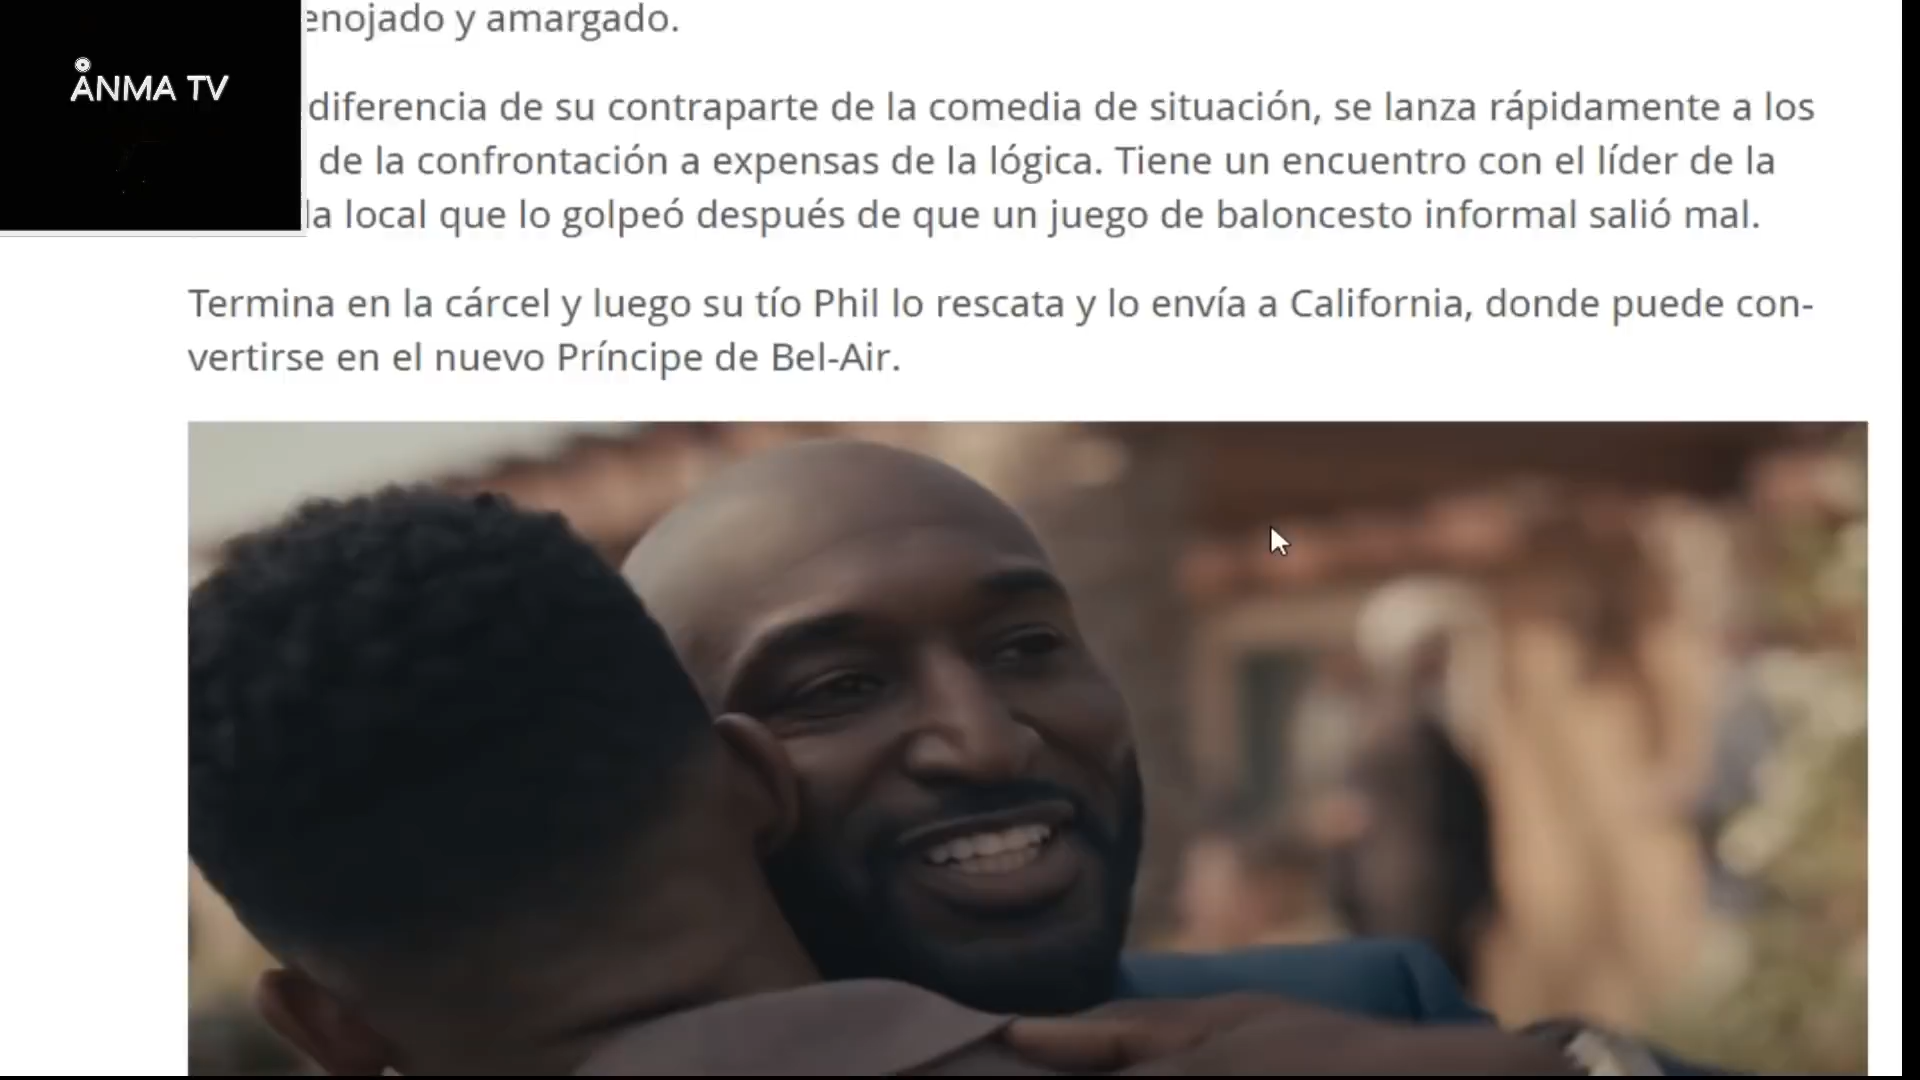 ÅNMA TV
enojado y amargado.
diferencia de su contraparte de la comedia de situación, se lanza rápidamente a los
de la confrontación a expensas de la lógica. Tiene un encuentro con el líder de la
la local que lo golpeó después de que un juego de baloncesto informal salió mal.
Termina en la cárcel y luego su tío Phil lo rescata y lo envía a California, donde puede con-
vertirse en el nuevo Príncipe de Bel-Air.